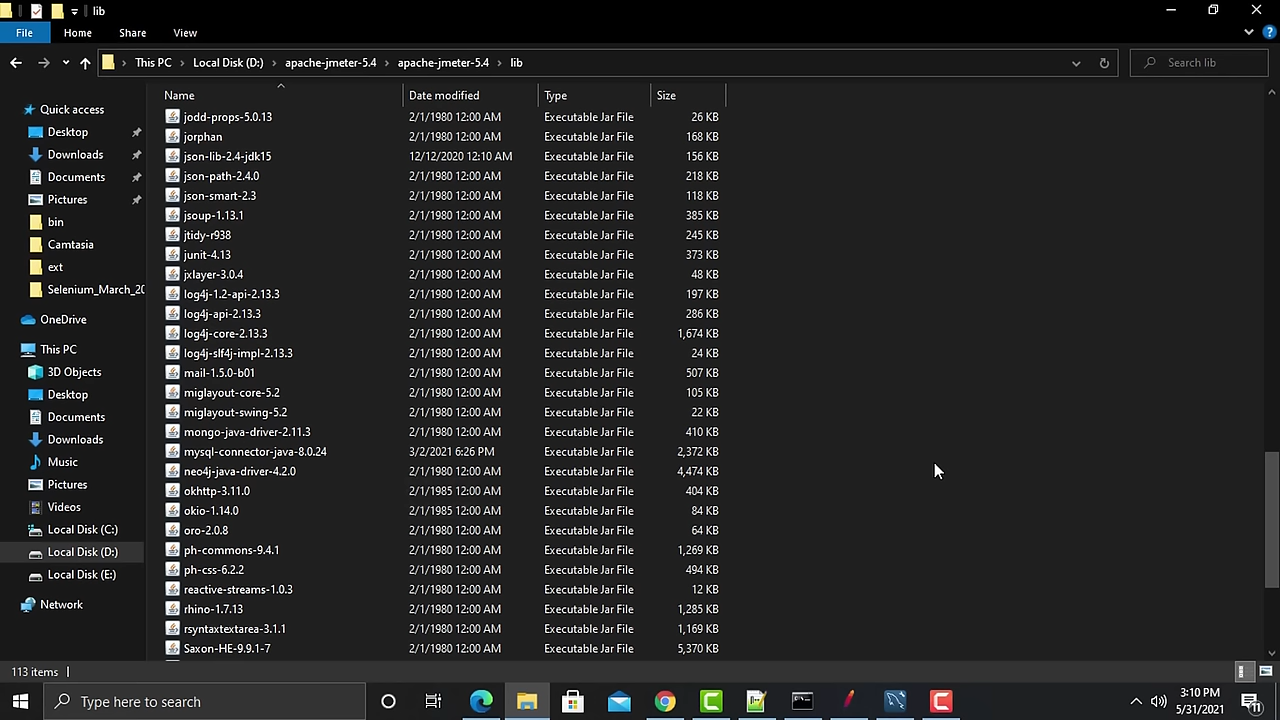 lib
File Home Share View
This PC Local Disk (D:) apache-jmeter-5.4 apache-jmeter-5.4 lib Search lib
Name Date modified Type Size
Quick access
Desktop
Downloads
Documents
Pictures
bin
Camtasia
ext
Selenium_March_20
OneDrive
This PC
3D Objects
Desktop
Documents
Downloads
Music
Pictures
Videos
Local Disk (C:)
Local Disk (D:)
Local Disk (E:)
Network
jodd-props-5.0.13 2/1/1980 12:00 AM Executable Jar File 26 KB
jorphan 2/1/1980 12:00 AM Executable Jar File 168 KB
json-lib-2.4-jdk15 12/12/2020 12:10 AM Executable Jar File 156 KB
json-path-2.4.0 2/1/1980 12:00 AM Executable Jar File 218 KB
json-smart-2.3 2/1/1980 12:00 AM Executable Jar File 118 KB
jsoup-1.13.1 2/1/1980 12:00 AM Executable Jar File 385 KB
jtidy-r938 2/1/1980 12:00 AM Executable Jar File 245 KB
junit-4.13 2/1/1980 12:00 AM Executable Jar File 373 KB
jxlayer-3.0.4 2/1/1980 12:00 AM Executable Jar File 48 KB
log4j-1.2-api-2.13.3 2/1/1980 12:00 AM Executable Jar File 197 KB
log4j-api-2.13.3 2/1/1980 12:00 AM Executable Jar File 286 KB
log4j-core-2.13.3 2/1/1980 12:00 AM Executable Jar File 1,674 KB
log4j-slf4j-impl-2.13.3 2/1/1980 12:00 AM Executable Jar File 24 KB
mail-1.5.0-b01 2/1/1980 12:00 AM Executable Jar File 507 KB
miglayout-core-5.2 2/1/1980 12:00 AM Executable Jar File 105 KB
miglayout-swing-5.2 2/1/1980 12:00 AM Executable Jar File 22 KB
mongo-java-driver-2.11.3 2/1/1980 12:00 AM Executable Jar File 410 KB
mysql-connector-java-8.0.24 3/2/2021 6:26 PM Executable Jar File 2,372 KB
neo4j-java-driver-4.2.0 2/1/1980 12:00 AM Executable Jar File 4,474 KB
okhttp-3.11.0 2/1/1985 12:00 AM Executable Jar File 404 KB
okio-1.14.0 2/1/1985 12:00 AM Executable Jar File 84 KB
oro-2.0.8 2/1/1980 12:00 AM Executable Jar File 64 KB
ph-commons-9.4.1 2/1/1980 12:00 AM Executable Jar File 1,269 KB
ph-css-6.2.2 2/1/1980 12:00 AM Executable Jar File 494 KB
reactive-streams-1.0.3 2/1/1980 12:00 AM Executable Jar File 12 KB
rhino-1.7.13 2/1/1980 12:00 AM Executable Jar File 1,285 KB
rsyntaxtextarea-3.1.1 2/1/1980 12:00 AM Executable Jar File 1,169 KB
Saxon-HE-9.9.1-7 2/1/1980 12:00 AM Executable Jar File 5,370 KB
113 items
Type here to search
3:10 PM
5/31/2021
11